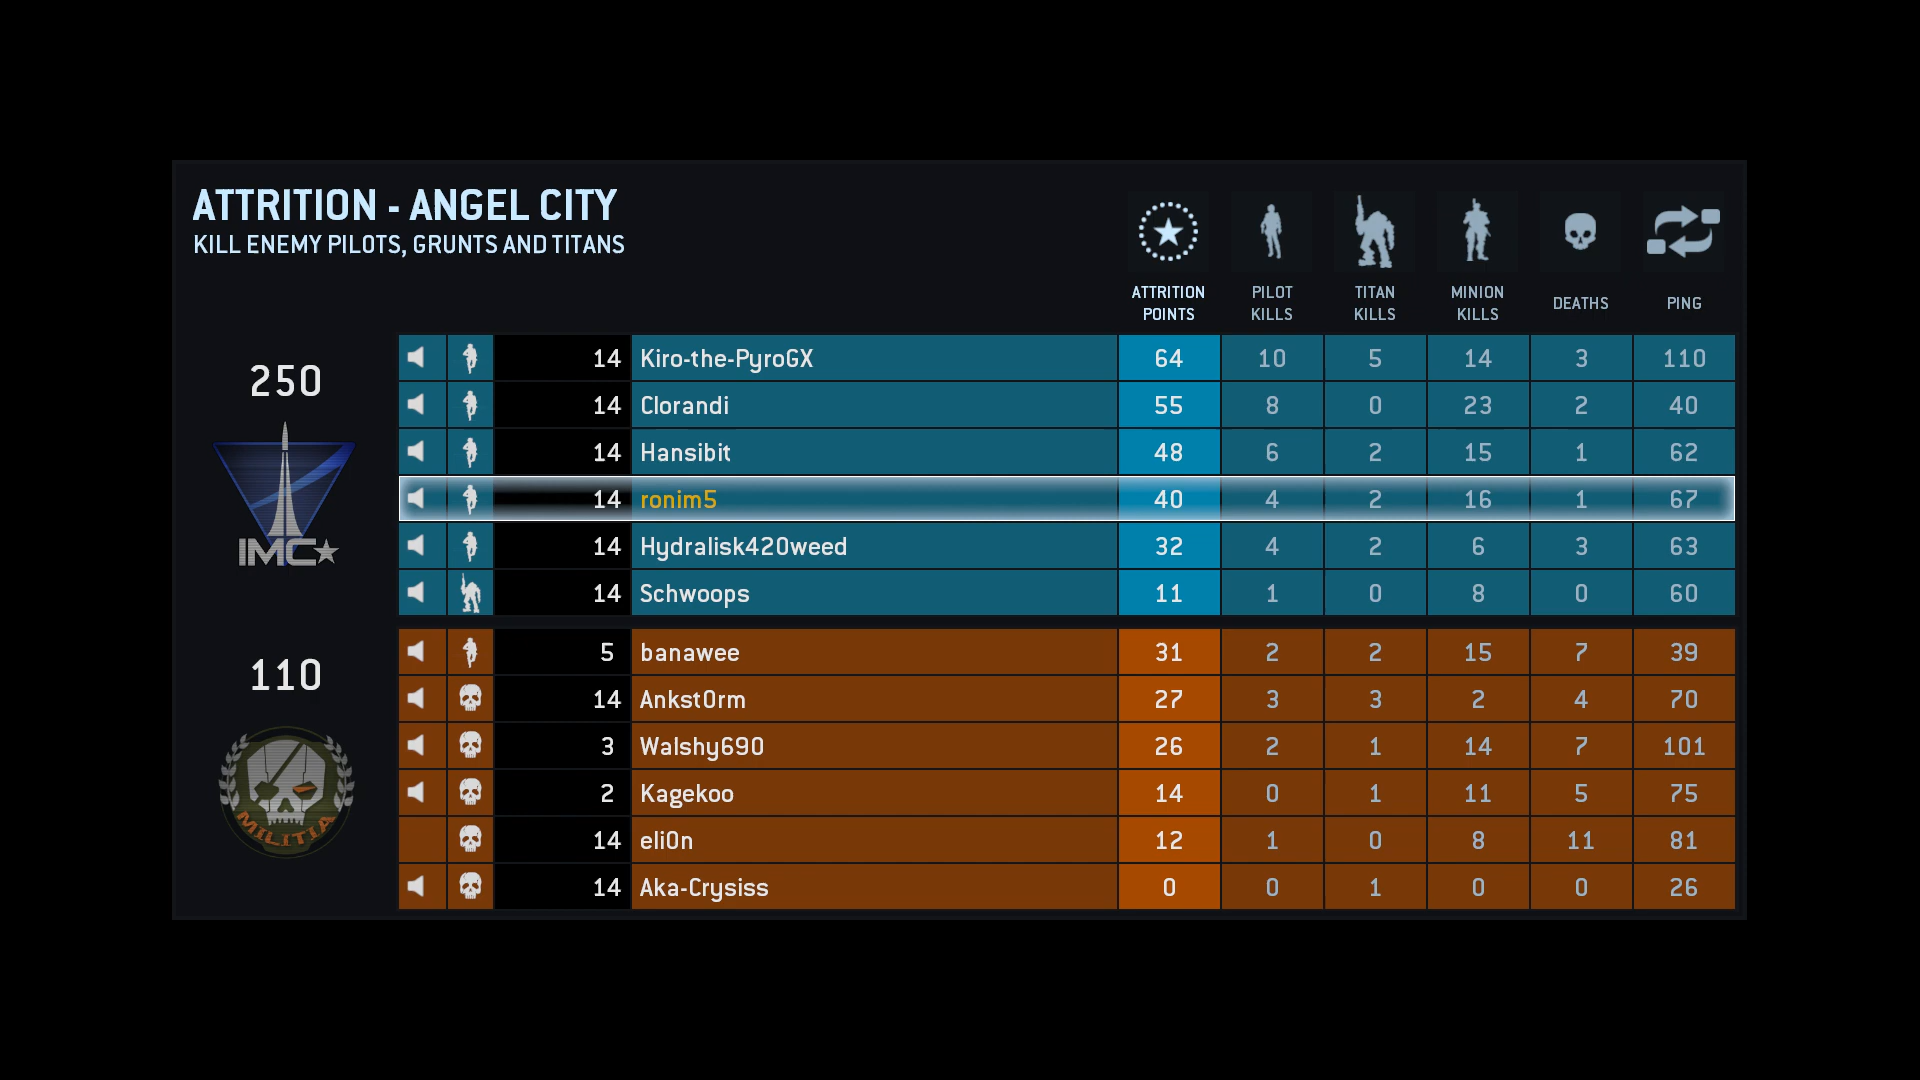 ATTRITION - ANGEL CITY
KILL ENEMY PILOTS, GRUNTS AND TITANS
ATTRITION POINTS PILOT KILLS TITAN KILLS MINION KILLS DEATHS PING
250
IMC
14 Kiro-the-PyroGX 64 10 5 14 3 110
14 Clorandi 55 8 0 23 2 40
14 Hansibit 48 6 2 15 1 62
14 ronim5 40 4 2 16 1 67
14 Hydralisk420weed 32 4 2 6 3 63
14 Schwoops 11 1 0 8 0 60
110
MILITIA
5 banawee 31 2 2 15 7 39
14 Ankst0rm 27 3 3 2 4 70
3 Walshy690 26 2 1 14 7 101
2 Kagekoo 14 0 1 11 5 75
14 eli0n 12 1 0 8 11 81
14 Aka-Crysiss 0 0 1 0 0 26